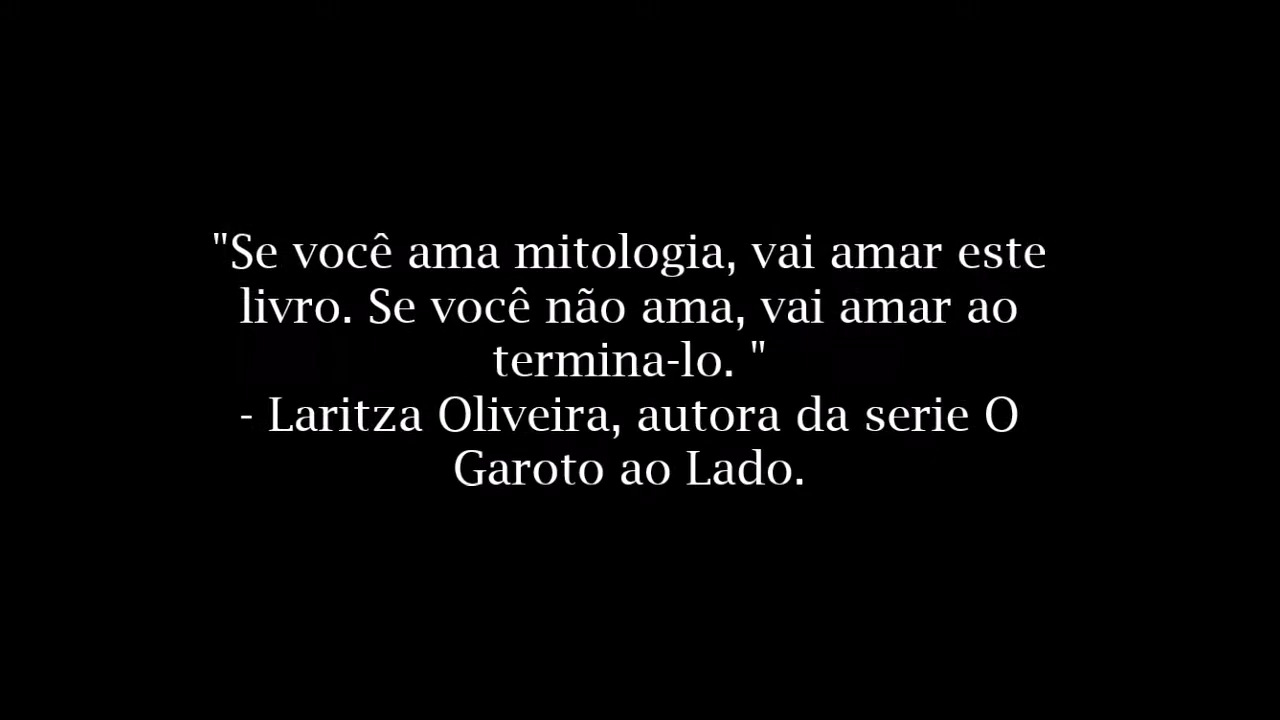 "Se você ama mitologia, vai amar este
livro. Se você não ama, vai amar ao
termina-lo. "
- Laritza Oliveira, autora da serie O
Garoto ao Lado.